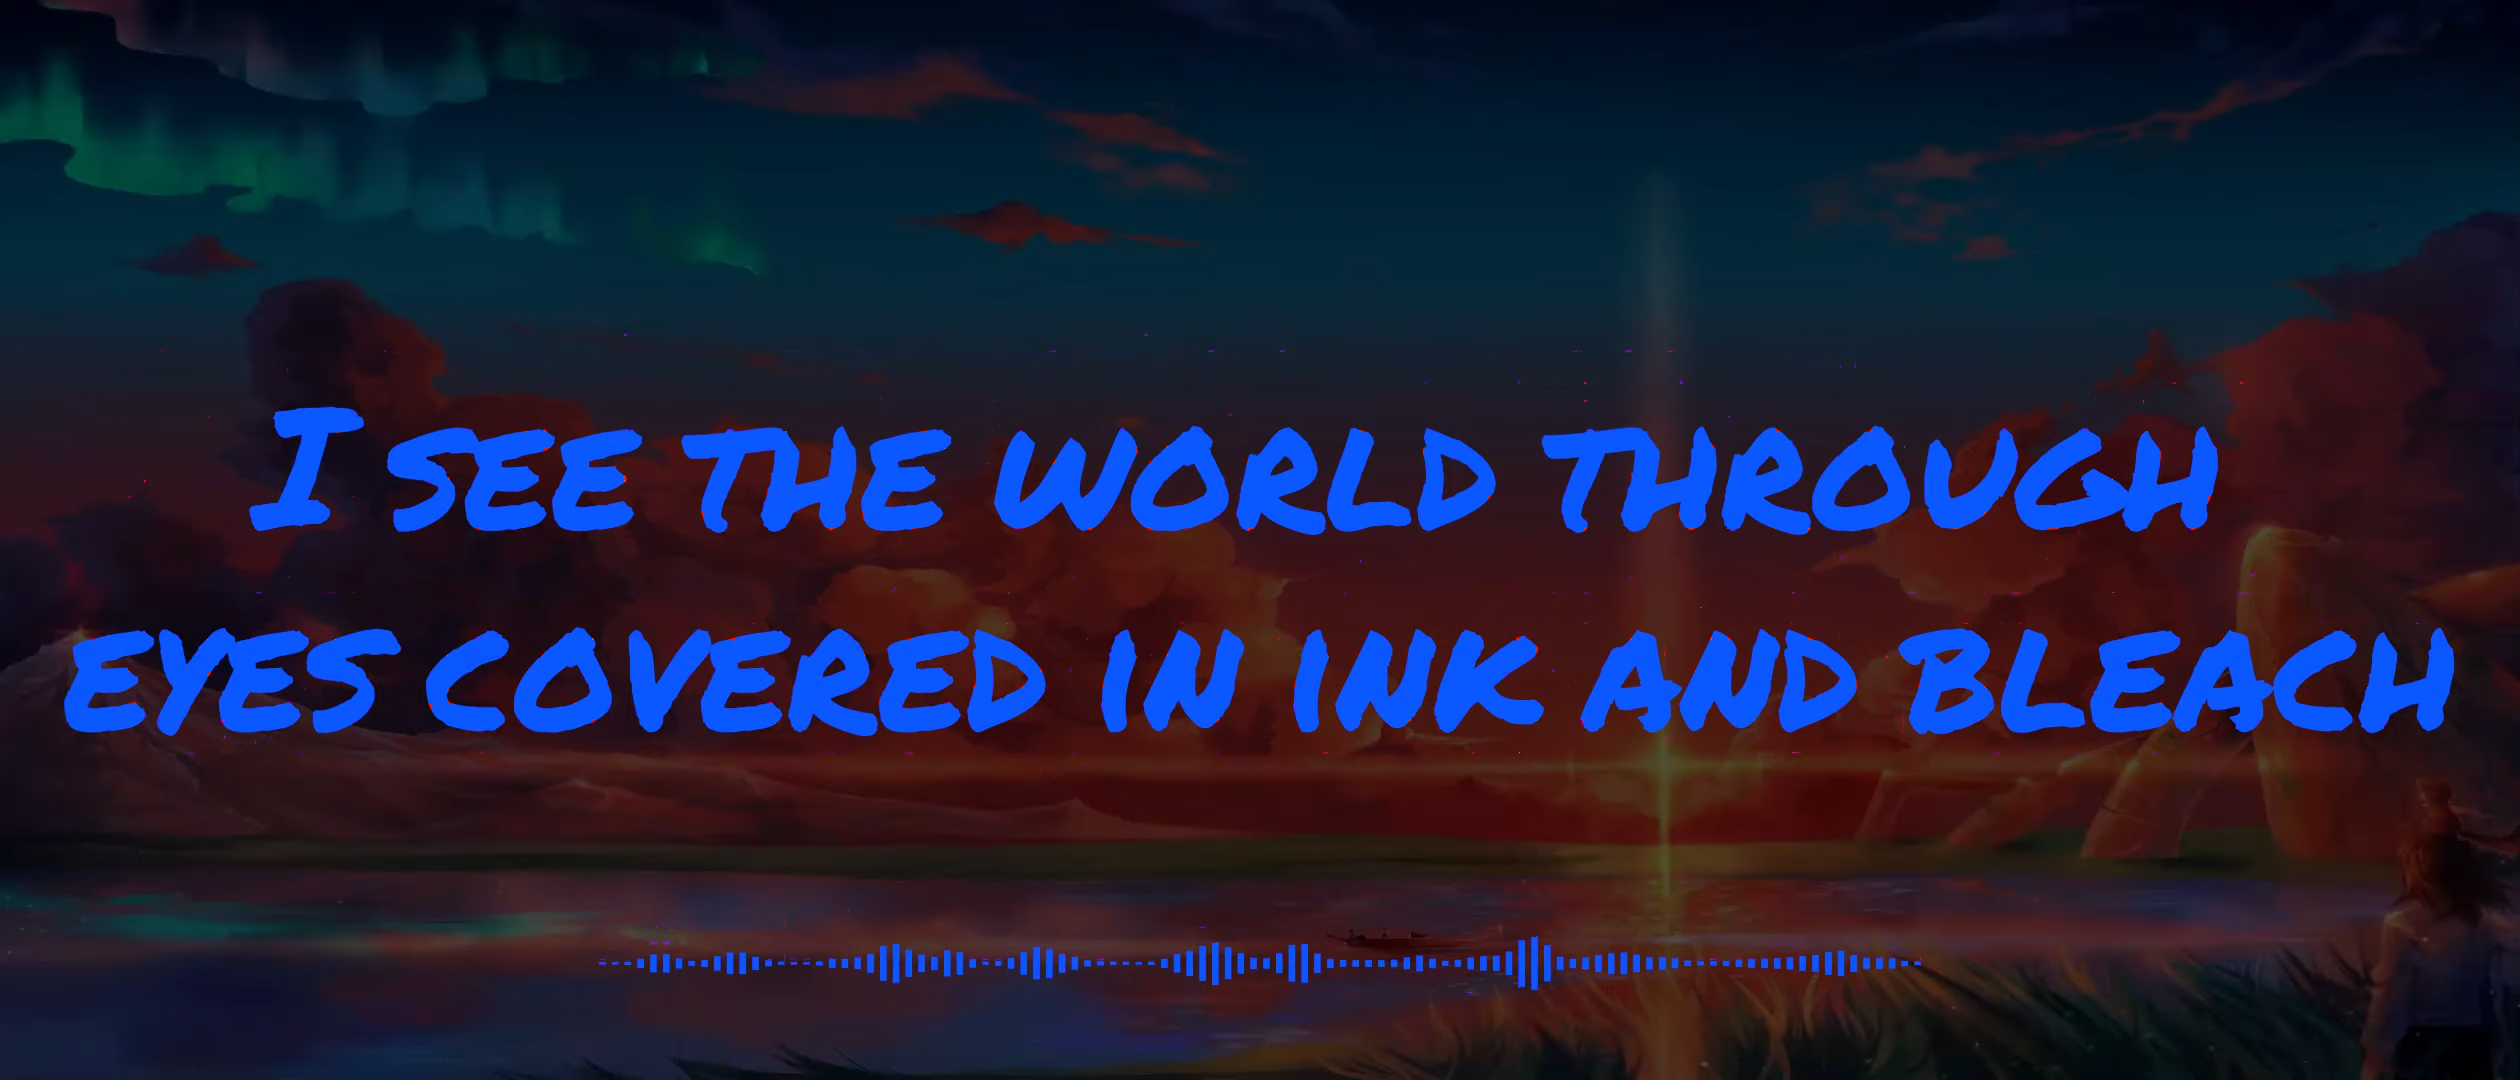 I SEE THE WORLD THROUGH
EYES COVERED IN INK AND BLEACH